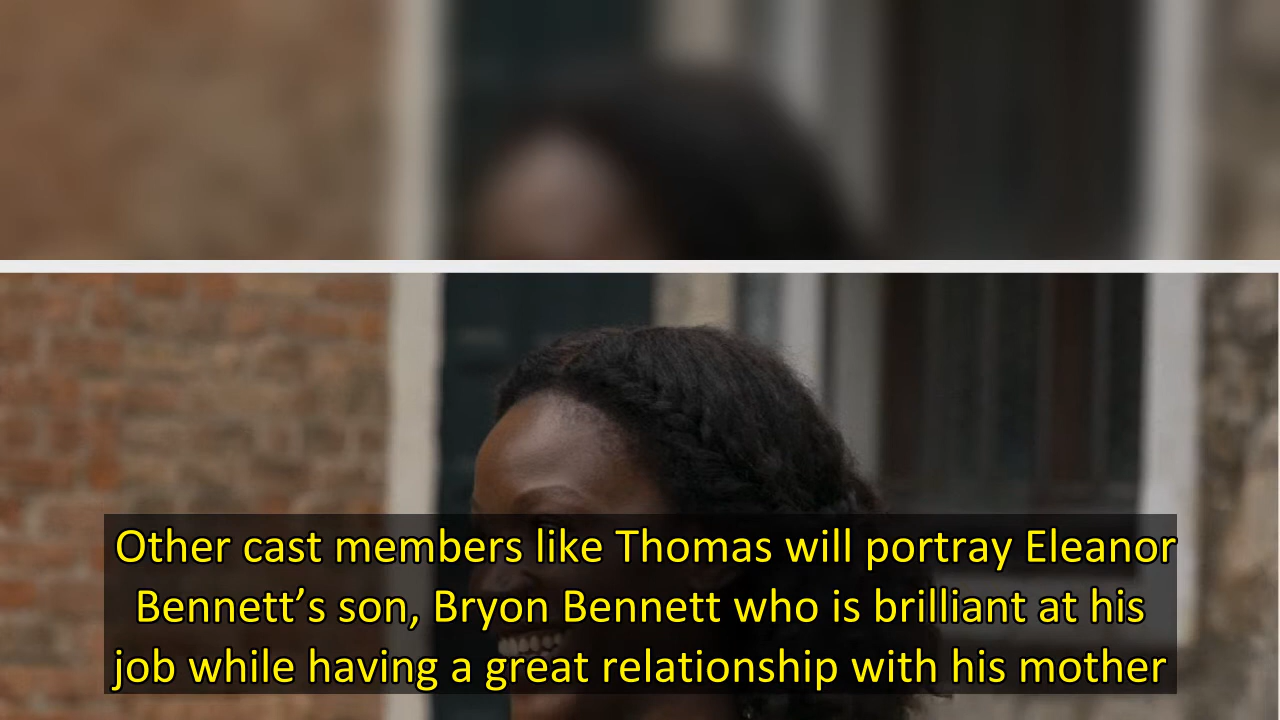 Other cast members like Thomas will portray Eleanor
Bennett’s son, Bryon Bennett who is brilliant at his
job while having a great relationship with his mother